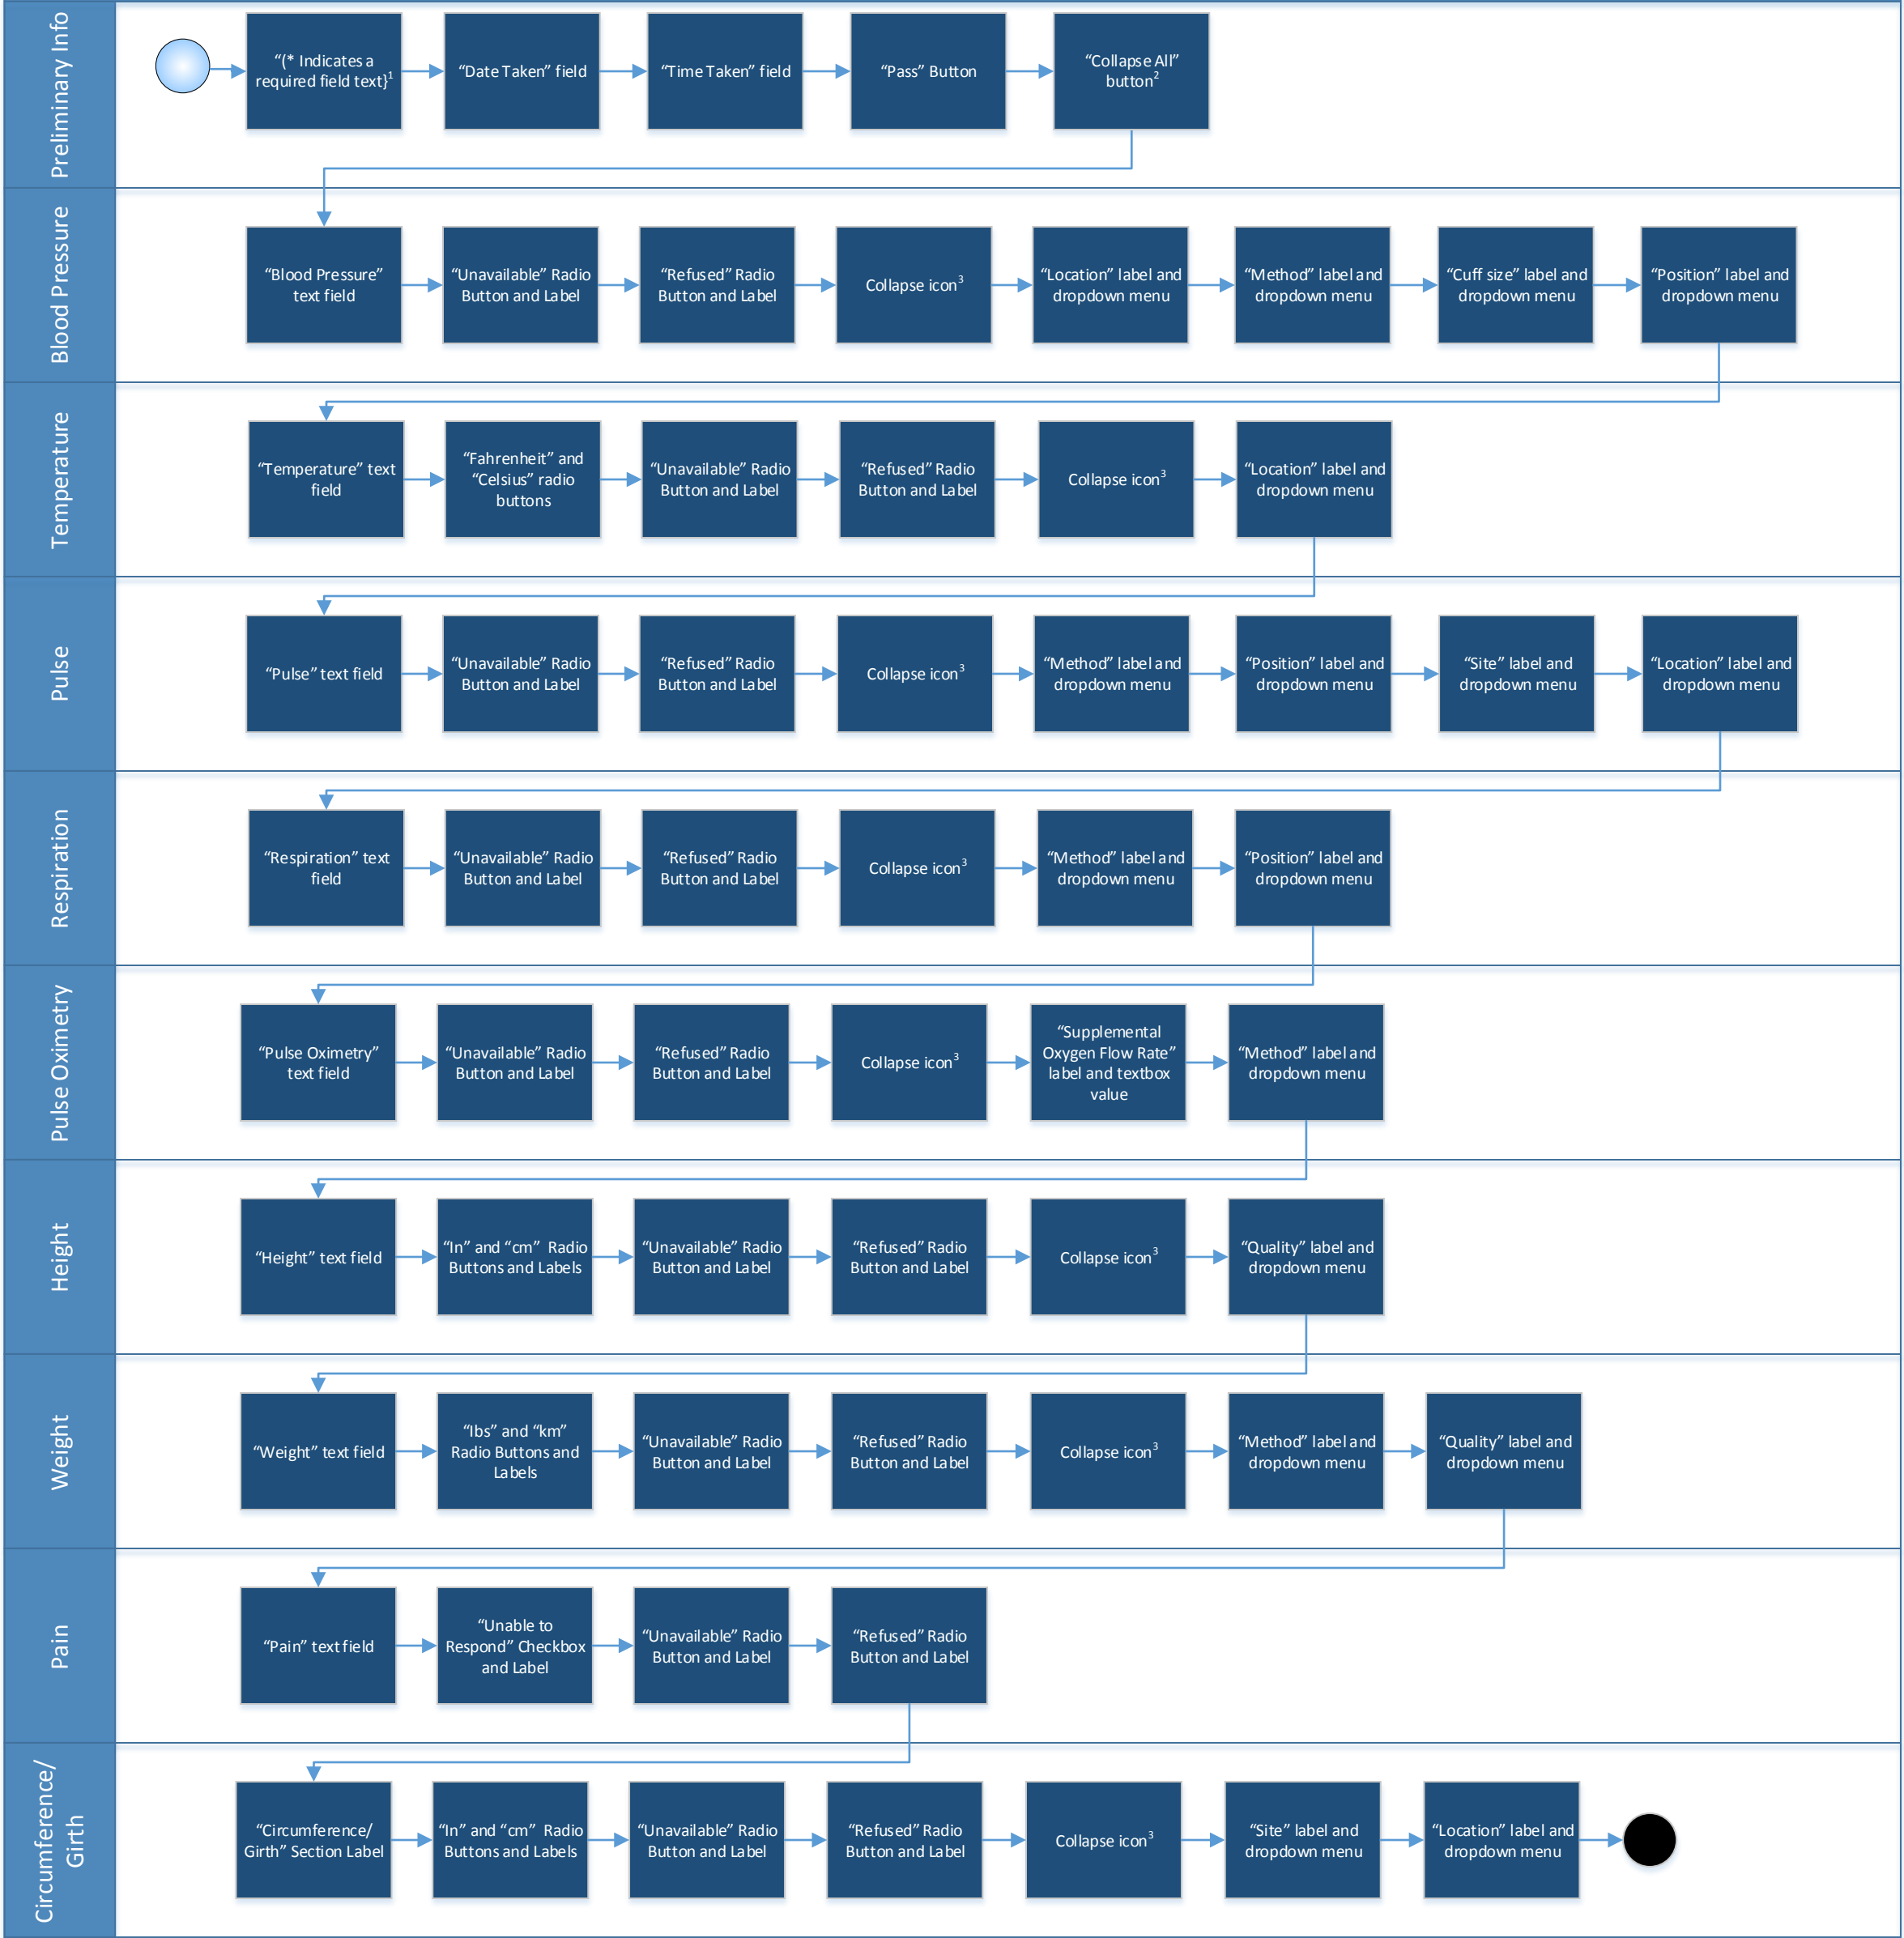 Preliminary Info
“(* Indicates a
required field text}1
“Date Taken” field
“Time Taken” field
“Pass” Button
“Collapse All”
button2
Blood Pressure
“Blood Pressure”
text field
“Unavailable” Radio
Button and Label
“Refused” Radio
Button and Label
Collapse icon3
“Location” label and
dropdown menu
“Method” label and
dropdown menu
“Cuff size” label and
dropdown menu
“Position” label and
dropdown menu
Temperature
“Temperature” text
field
“Fahrenheit” and
“Celsius” radio
buttons
“Unavailable” Radio
Button and Label
“Refused” Radio
Button and Label
Collapse icon3
“Location” label and
dropdown menu
Pulse
“Pulse” text field
“Unavailable” Radio
Button and Label
“Refused” Radio
Button and Label
Collapse icon3
“Method” label and
dropdown menu
“Position” label and
dropdown menu
“Site” label and
dropdown menu
“Location” label and
dropdown menu
Respiration
“Respiration” text
field
“Unavailable” Radio
Button and Label
“Refused” Radio
Button and Label
Collapse icon3
“Method” label and
dropdown menu
“Position” label and
dropdown menu
Pulse Oximetry
“Pulse Oximetry”
text field
“Unavailable” Radio
Button and Label
“Refused” Radio
Button and Label
Collapse icon3
“Supplemental
Oxygen Flow Rate”
label and textbox
value
“Method” label and
dropdown menu
Height
“Height” text field
“In” and “cm” Radio
Buttons and Labels
“Unavailable” Radio
Button and Label
“Refused” Radio
Button and Label
Collapse icon3
“Quality” label and
dropdown menu
Weight
“Weight” text field
“Ibs” and “km”
Radio Buttons and
Labels
“Unavailable” Radio
Button and Label
“Refused” Radio
Button and Label
Collapse icon3
“Method” label and
dropdown menu
“Quality” label and
dropdown menu
Pain
“Pain” text field
“Unable to
Respond” Checkbox
and Label
“Unavailable” Radio
Button and Label
“Refused” Radio
Button and Label
Circumference/
Girth
“Circumference/
Girth” Section Label
“In” and “cm” Radio
Buttons and Labels
“Unavailable” Radio
Button and Label
“Refused” Radio
Button and Label
Collapse icon3
“Site” label and
dropdown menu
“Location” label and
dropdown menu